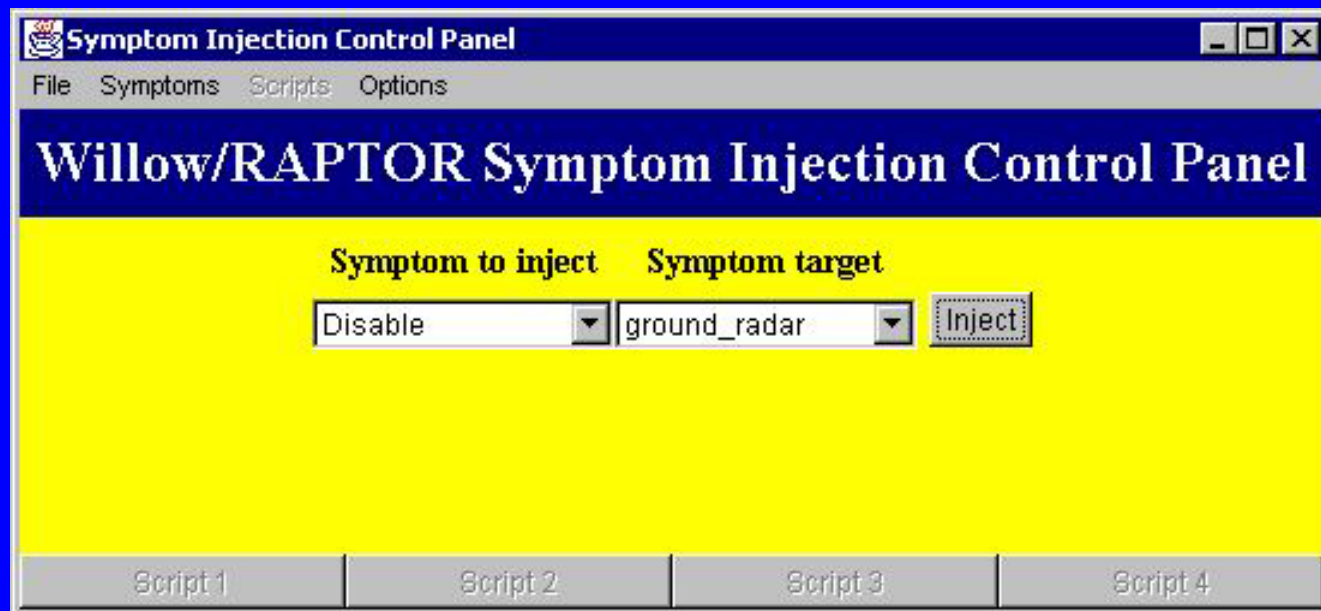 Symptom Injection Control Panel
File Symptoms Scripts Options
Willow/RAPTOR Symptom Injection Control Panel
Symptom to inject Symptom target
Disable ground_radar Inject
Script 1 Script 2 Script 3 Script 4